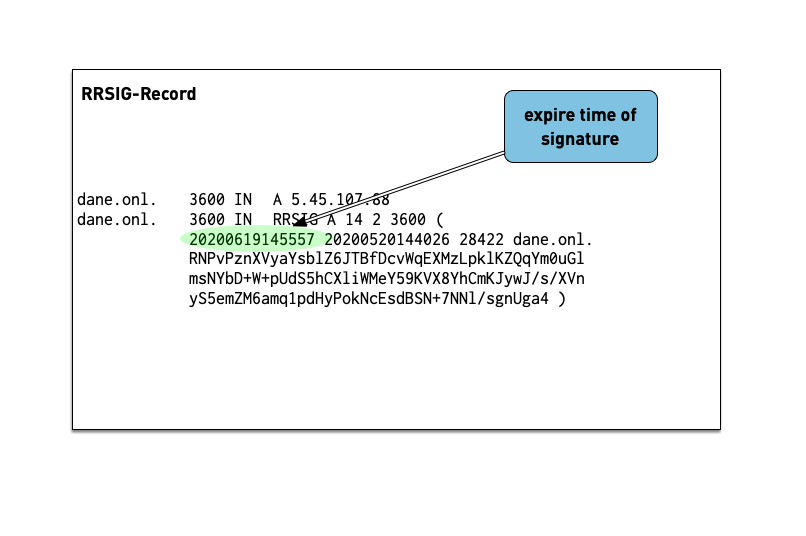 RRSIG-Record
expire time of
signature
dane.onl. 3600 IN A 5.45.107.88
dane.onl. 3600 IN RRSIG A 14 2 3600 (
20200619145557 20200520144026 28422 dane.onl.
RNPvPznXVyaYsblZ6JTBfDcvWqEXMzLpklKZQqYm0uGl
msNYbD+W+pUdS5hCXliWMeY59KVX8YhCmKJywJ/s/XVn
yS5emZM6amq1pdHyPokNcEsdBSN+7NNl/sgnUga4 )